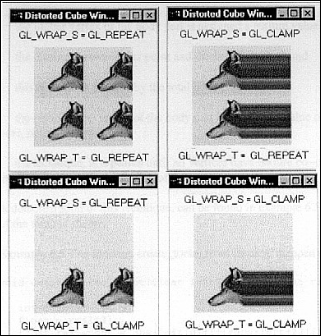 Distorted Cube Win...
GL_WRAP_S = GL_REPEAT
GL_WRAP_T = GL_REPEAT
Distorted Cube Win...
GL_WRAP_S = GL_CLAMP
GL_WRAP_T = GL_REPEAT
Distorted Cube Win...
GL_WRAP_S = GL_REPEAT
GL_WRAP_T = GL_CLAMP
Distorted Cube Win...
GL_WRAP_S = GL_CLAMP
GL_WRAP_T = GL_CLAMP